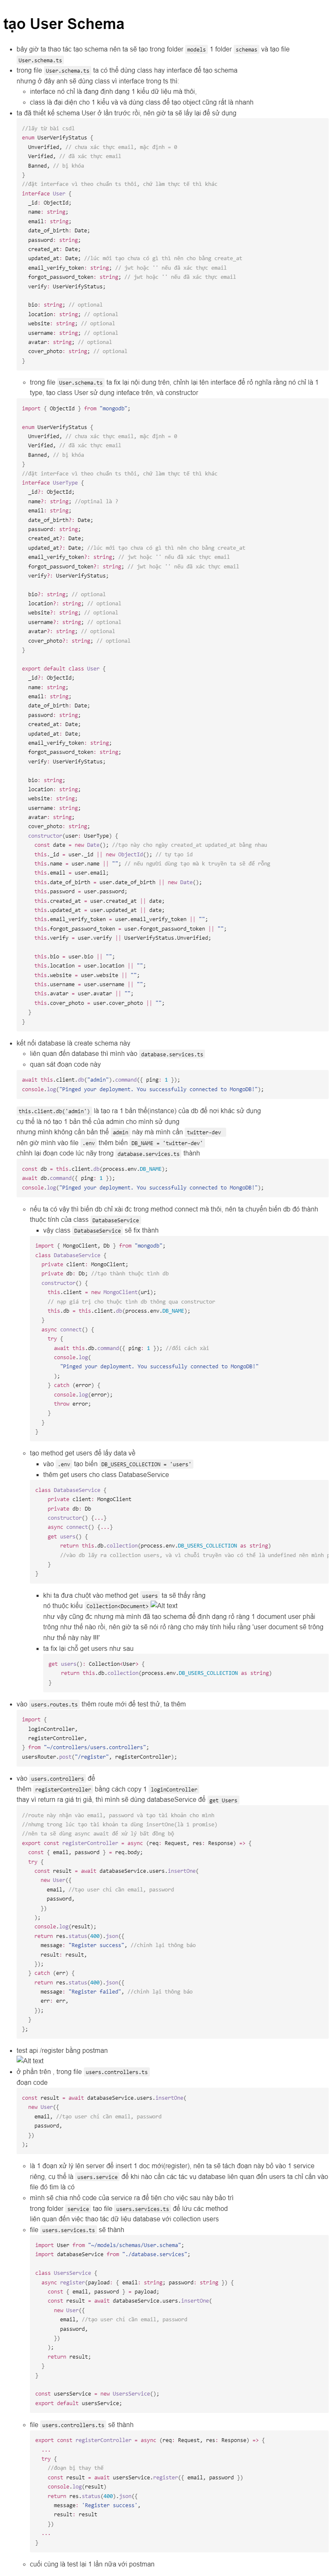 tạo User Schema
bây giờ ta thao tác tạo schema nên ta sẽ tạo trong folder models 1 folder schemas và tạo file
User.schema.ts
trong file User.schema.ts ta có thể dùng class hay interface để tạo schema
nhưng ở đây anh sẽ dùng class vì interface trong ts thì:
interface nó chỉ là đang định dạng 1 kiểu dữ liệu mà thôi,
class là đại diện cho 1 kiểu và và dùng class để tạo object cũng rất là nhanh
ta đã thiết kế schema User ở lần trước rồi, nên giờ ta sẽ lấy lại để sử dụng
//lấy từ bài csdl
enum UserVerifyStatus {
Unverified, // chưa xác thực email, mặc định = 0
Verified, // đã xác thực email
Banned, // bị khóa
}
//đặt interface vì theo chuẩn ts thôi, chứ làm thực tế thì khác
interface User {
_id: ObjectId;
name: string;
email: string;
date_of_birth: Date;
password: string;
created_at: Date;
updated_at: Date; //lúc mới tạo chưa có gì thì nên cho bằng create_at
email_verify_token: string; // jwt hoặc '' nếu đã xác thực email
forgot_password_token: string; // jwt hoặc '' nếu đã xác thực email
verify: UserVerifyStatus;
bio: string; // optional
location: string; // optional
website: string; // optional
username: string; // optional
avatar: string; // optional
cover_photo: string; // optional
}
trong file User.schema.ts ta fix lại nội dung trên, chỉnh lại tên interface để rõ nghĩa rằng nó chỉ là 1
type, tạo class User sử dụng inteface trên, và constructor
import { ObjectId } from "mongodb";
enum UserVerifyStatus {
Unverified, // chưa xác thực email, mặc định = 0
Verified, // đã xác thực email
Banned, // bị khóa
}
//đặt interface vì theo chuẩn ts thôi, chứ làm thực tế thì khác
interface UserType {
_id?: ObjectId;
name?: string; //optinal là ?
email: string;
date_of_birth?: Date;
password: string;
created_at?: Date;
updated_at?: Date; //lúc mới tạo chưa có gì thì nên cho bằng create_at
email_verify_token?: string; // jwt hoặc '' nếu đã xác thực email
forgot_password_token?: string; // jwt hoặc '' nếu đã xác thực email
verify?: UserVerifyStatus;
bio?: string; // optional
location?: string; // optional
website?: string; // optional
username?: string; // optional
avatar?: string; // optional
cover_photo?: string; // optional
}
export default class User {
_id?: ObjectId;
name: string;
email: string;
date_of_birth: Date;
password: string;
created_at: Date;
updated_at: Date;
email_verify_token: string;
forgot_password_token: string;
verify: UserVerifyStatus;
bio: string;
location: string;
website: string;
username: string;
avatar: string;
cover_photo: string;
constructor(user: UserType) {
const date = new Date(); //tạo này cho ngày created_at updated_at bằng nhau
this._id = user._id || new ObjectId(); // tự tạo id
this.name = user.name || ""; // nếu người dùng tạo mà k truyền ta sẽ để rỗng
this.email = user.email;
this.date_of_birth = user.date_of_birth || new Date();
this.password = user.password;
this.created_at = user.created_at || date;
this.updated_at = user.updated_at || date;
this.email_verify_token = user.email_verify_token || "";
this.forgot_password_token = user.forgot_password_token || "";
this.verify = user.verify || UserVerifyStatus.Unverified;
this.bio = user.bio || "";
this.location = user.location || "";
this.website = user.website || "";
this.username = user.username || "";
this.avatar = user.avatar || "";
this.cover_photo = user.cover_photo || "";
}
}
kết nối database là create schema này
liên quan đến database thì mình vào database.services.ts
quan sát đoạn code này
await this.client.db("admin").command({ ping: 1 });
console.log("Pinged your deployment. You successfully connected to MongoDB!");
this.client.db('admin') là tạo ra 1 bản thể(instance) của db để nơi khác sử dụng
cụ thể là nó tạo 1 bản thể của admin cho mình sử dụng
nhưng mình không cần bản thể admin này mà mình cần twitter-dev
nên giờ mình vào file .env thêm biến DB_NAME = 'twitter-dev'
chỉnh lại đoạn code lúc nãy trong database.services.ts thành
const db = this.client.db(process.env.DB_NAME);
await db.command({ ping: 1 });
console.log("Pinged your deployment. You successfully connected to MongoDB!");
nếu ta có vậy thì biến db chỉ xài đc trong method connect mà thôi, nên ta chuyển biến db đó thành
thuộc tính của class DatabaseService
vậy class DatabaseService sẽ fix thành
import { MongoClient, Db } from "mongodb";
class DatabaseService {
private client: MongoClient;
private db: Db; //tạo thành thuộc tính db
constructor() {
this.client = new MongoClient(uri);
// nạp giá trị cho thuộc tính db thông qua constructor
this.db = this.client.db(process.env.DB_NAME);
}
async connect() {
try {
await this.db.command({ ping: 1 }); //đổi cách xài
console.log(
"Pinged your deployment. You successfully connected to MongoDB!"
);
} catch (error) {
console.log(error);
throw error;
}
}
}
tạo method get users để lấy data về
vào .env tạo biến DB_USERS_COLLECTION = 'users'
thêm get users cho class DatabaseService
class DatabaseService {
private client: MongoClient
private db: Db
constructor() {...}
async connect() {...}
get users() {
return this.db.collection(process.env.DB_USERS_COLLECTION as string)
//vào db lấy ra collection users, và vì chuỗi truyền vào có thể là undefined nên mình p
}
}
khi ta đưa chuột vào method get users ta sẽ thấy rằng
nó thuộc kiểu Collection<Document> Alt text
như vậy cũng đc nhưng mà mình đã tạo schema để định dạng rõ ràng 1 document user phải
trông như thế nào rồi, nên giờ ta sẽ nói rõ ràng cho máy tính hiểu rằng 'user document sẽ trông
như thế này này !!!!'
ta fix lại chỗ get users như sau
get users(): Collection<User> {
return this.db.collection(process.env.DB_USERS_COLLECTION as string)
}
vào users.routes.ts thêm route mới để test thử, ta thêm
import {
loginController,
registerController,
} from "~/controllers/users.controllers";
usersRouter.post("/register", registerController);
vào users.controllers để
thêm registerController bằng cách copy 1 loginController
thay vì return ra giá trị giả, thì mình sẽ dùng databaseService để get Users
//route này nhận vào email, password và tạo tài khoản cho mình
//nhưng trong lúc tạo tài khoản ta dùng insertOne(là 1 promise)
//nên ta sẽ dùng async await để xử lý bất đồng bộ
export const registerController = async (req: Request, res: Response) => {
const { email, password } = req.body;
try {
const result = await databaseService.users.insertOne(
new User({
email, //tạo user chỉ cần email, password
password,
})
);
console.log(result);
return res.status(400).json({
message: "Register success", //chỉnh lại thông báo
result: result,
});
} catch (err) {
return res.status(400).json({
message: "Register failed", //chỉnh lại thông báo
err: err,
});
}
};
test api /register bằng postman
Alt text
ở phần trên , trong file users.controllers.ts
đoạn code
const result = await databaseService.users.insertOne(
new User({
email, //tạo user chỉ cần email, password
password,
})
);
là 1 đoạn xử lý lên server để insert 1 doc mới(register), nên ta sẽ tách đoạn này bỏ vào 1 service
riêng, cụ thể là users.service để khi nào cần các tác vụ database liên quan đến users ta chỉ cần vào
file đó tìm là có
mình sẽ chia nhỏ code của service ra để tiện cho việc sau này bảo trì
trong folder service tạo file users.services.ts để lưu các method
liên quan đến việc thao tác dữ liệu database với collection users
file users.services.ts sẽ thành
import User from "~/models/schemas/User.schema";
import databaseService from "./database.services";
class UsersService {
async register(payload: { email: string; password: string }) {
const { email, password } = payload;
const result = await databaseService.users.insertOne(
new User({
email, //tạo user chỉ cần email, password
password,
})
);
return result;
}
}
const usersService = new UsersService();
export default usersService;
file users.controllers.ts sẽ thành
export const registerController = async (req: Request, res: Response) => {
...
try {
//đoạn bị thay thế
const result = await usersService.register({ email, password })
console.log(result)
return res.status(400).json({
message: 'Register success',
result: result
})
...
}
cuối cùng là test lại 1 lần nữa với postman